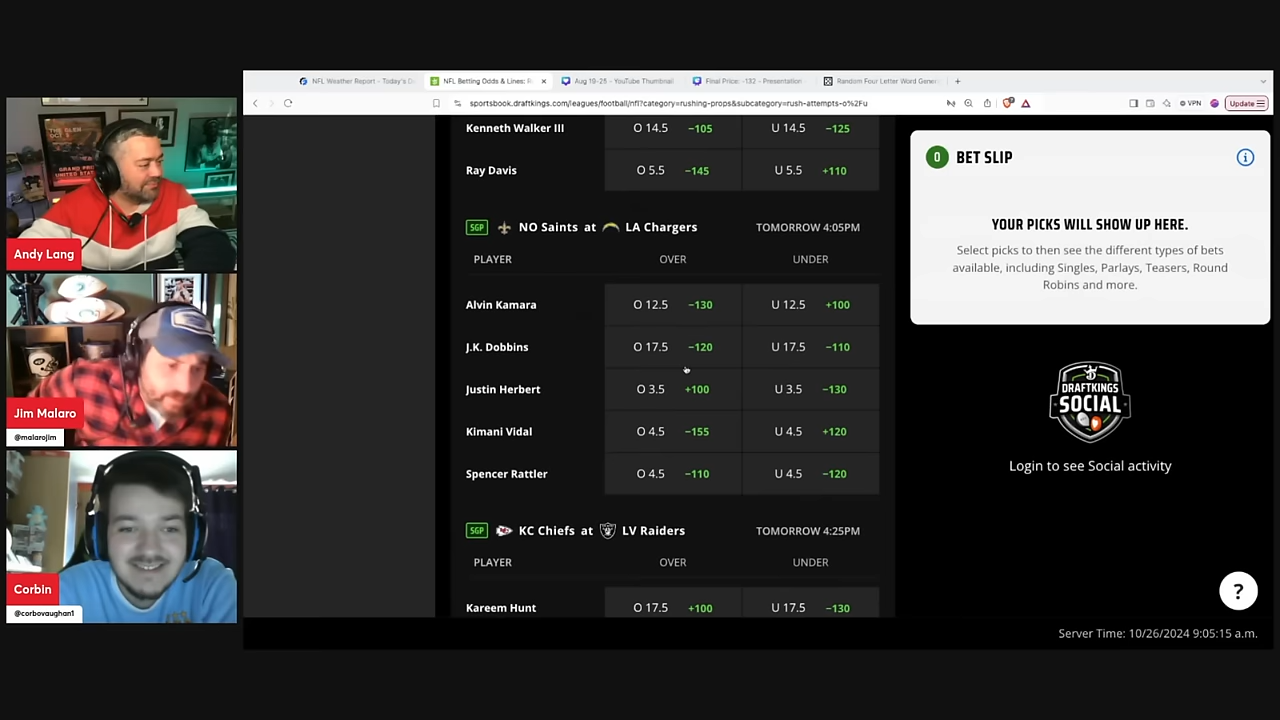 NFL Weather Report - Today's D
NFL Betting Odds & Lines: R
Aug 19-25 - YouTube Thumbnail
Final Price: -132 - Presentation
Random Four Letter Word Gener
sportsbook.draftkings.com/leagues/football/nfl?category=rushing-props&subcategory=rush-attempts-o%2Fu
VPN
Update
Andy Lang
Jim Malaro
@malarojim
Corbin
@corbovaughan1
Kenneth Walker III O 14.5 −105 U 14.5 −125
Ray Davis O 5.5 −145 U 5.5 +110
SGP NO Saints at LA Chargers TOMORROW 4:05PM
PLAYER OVER UNDER
Alvin Kamara O 12.5 −130 U 12.5 +100
J.K. Dobbins O 17.5 −120 U 17.5 −110
Justin Herbert O 3.5 +100 U 3.5 −130
Kimani Vidal O 4.5 −155 U 4.5 +120
Spencer Rattler O 4.5 −110 U 4.5 −120
SGP KC Chiefs at LV Raiders TOMORROW 4:25PM
PLAYER OVER UNDER
Kareem Hunt O 17.5 +100 U 17.5 −130
0 BET SLIP
YOUR PICKS WILL SHOW UP HERE.
Select picks to then see the different types of bets
available, including Singles, Parlays, Teasers, Round
Robins and more.
DRAFTKINGS
SOCIAL
Login to see Social activity
?
Server Time: 10/26/2024 9:05:15 a.m.